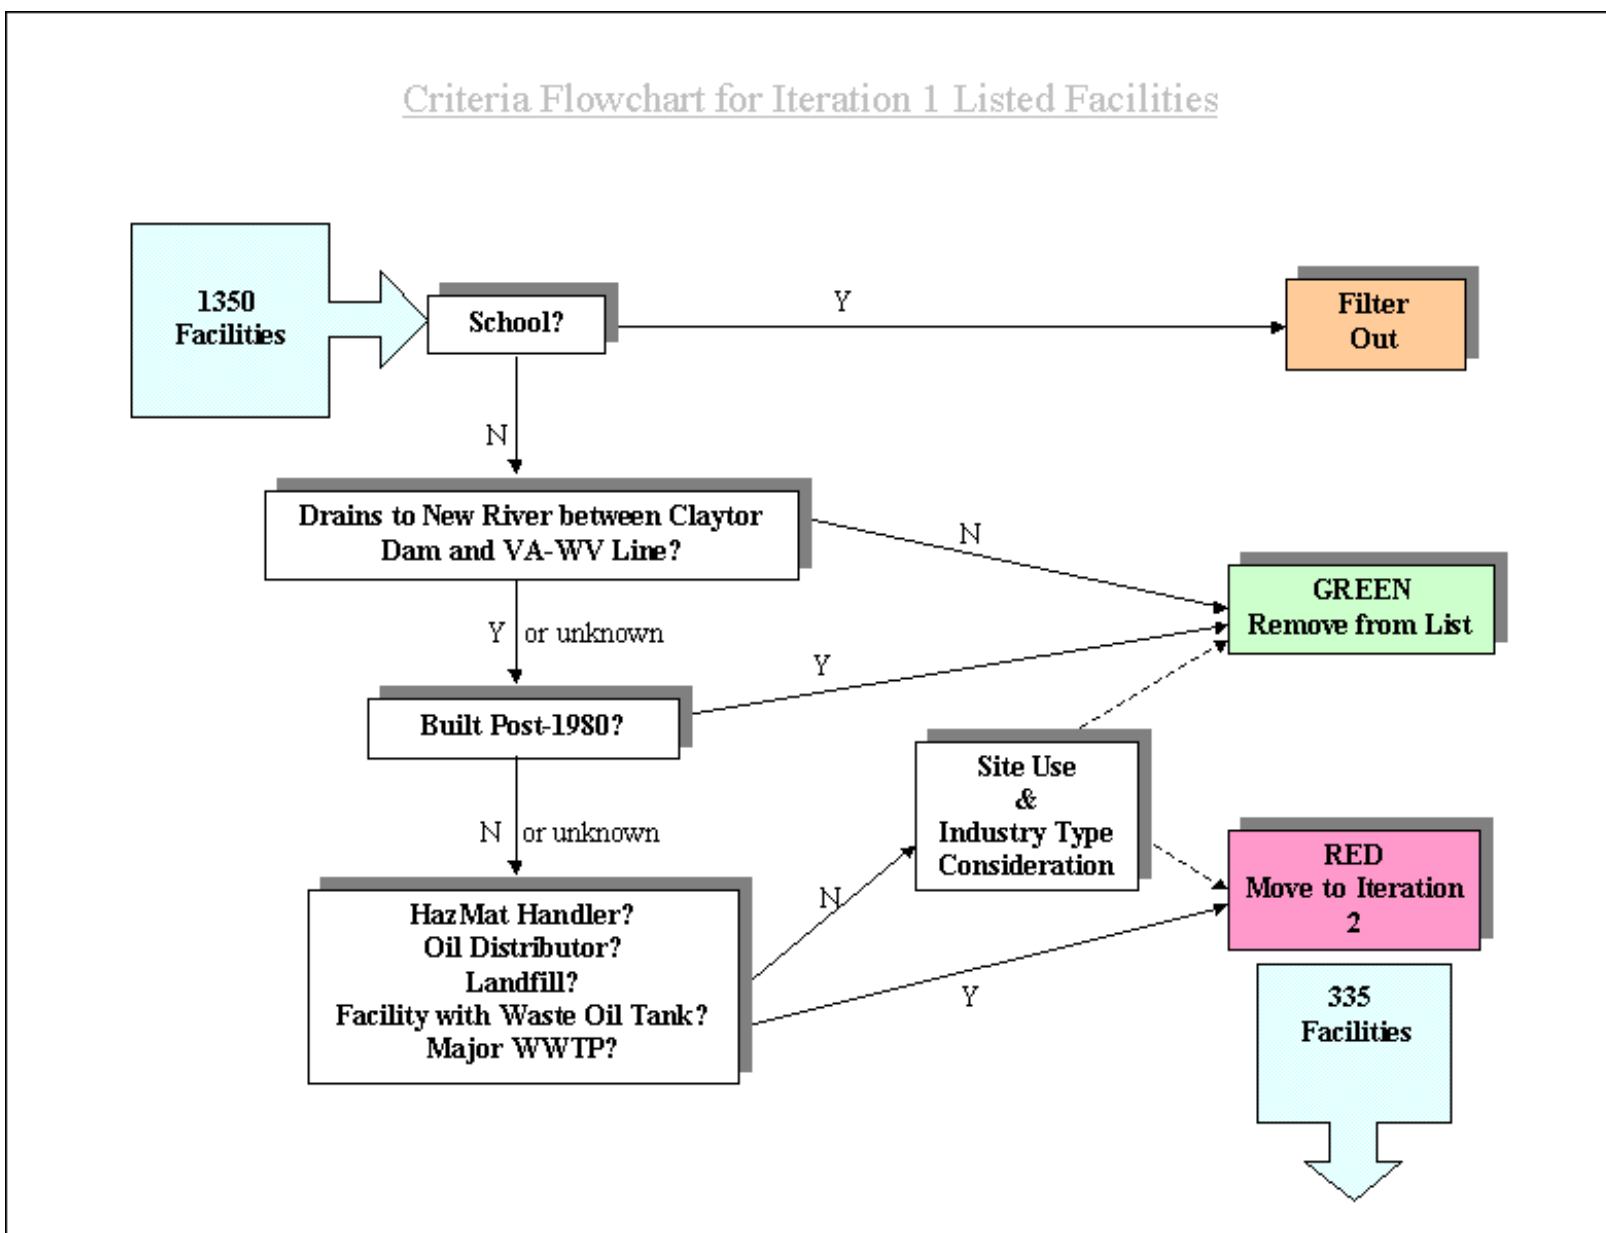 Criteria Flowchart for Iteration 1 Listed Facilities
1350
Facilities
School?
Y
Filter
Out
N
Drains to New River between Claytor
Dam and VA-WV Line?
N
GREEN
Remove from List
Y or unknown
Y
Built Post-1980?
Site Use
&
Industry Type
Consideration
N or unknown
RED
Move to Iteration
2
N
HazMat Handler?
Oil Distributor?
Landfill?
Facility with Waste Oil Tank?
Major WWTP?
Y
335
Facilities